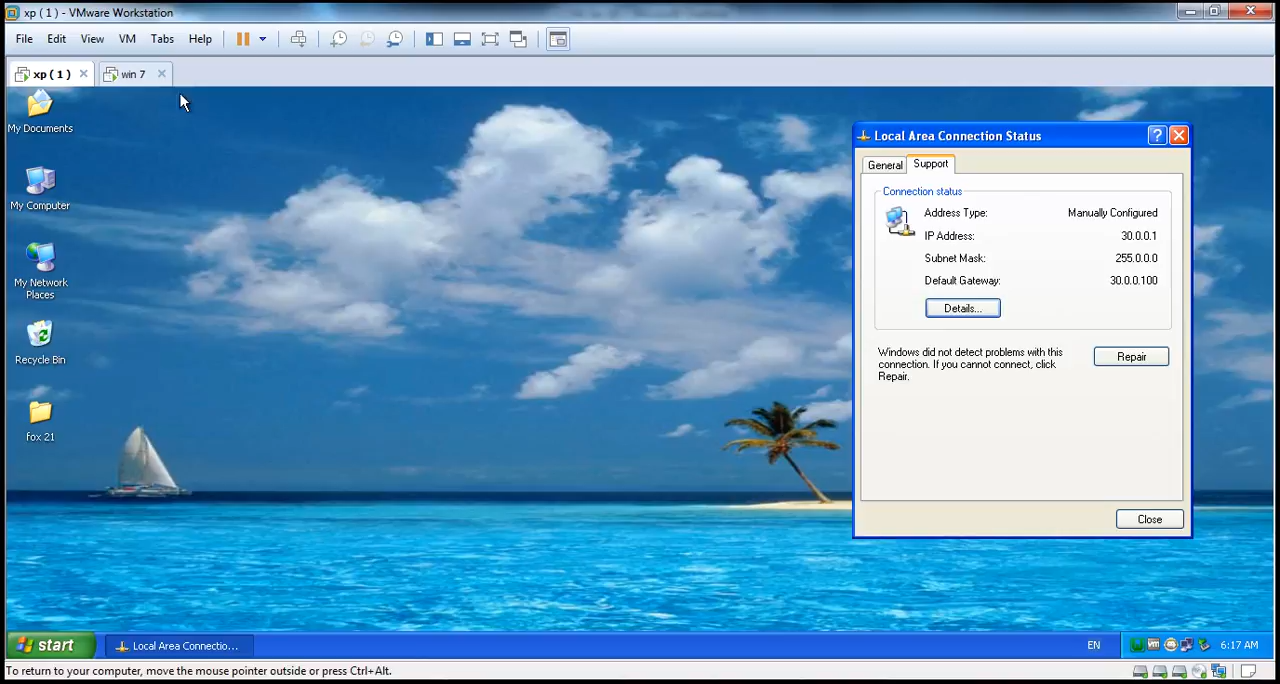 xp ( 1 ) - VMware Workstation
File Edit View VM Tabs Help
xp ( 1 ) win 7
My Documents
My Computer
My Network
Places
Recycle Bin
fox 21
Local Area Connection Status
General Support
Connection status
Address Type: Manually Configured
IP Address: 30.0.0.1
Subnet Mask: 255.0.0.0
Default Gateway: 30.0.0.100
Details...
Windows did not detect problems with this
connection. If you cannot connect, click
Repair.
Repair
Close
start Local Area Connectio... EN 6:17 AM
To return to your computer, move the mouse pointer outside or press Ctrl+Alt.